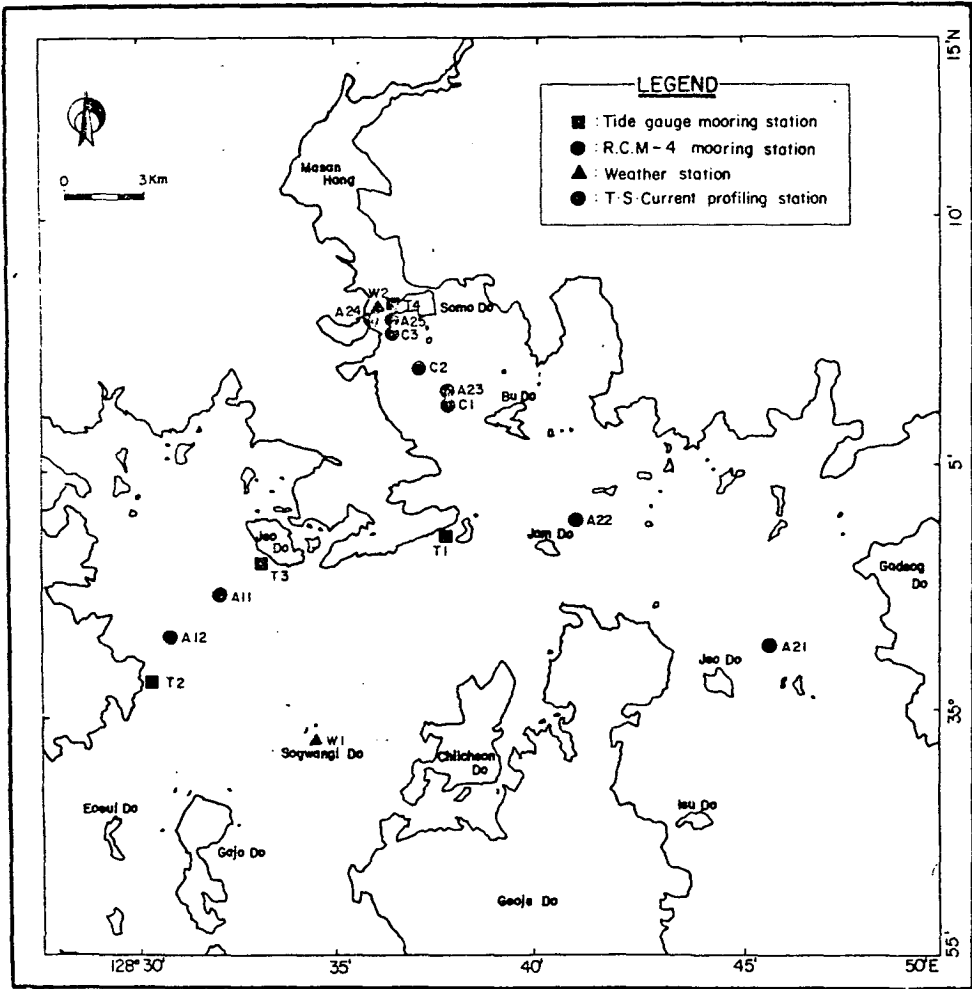 15'N
LEGEND
: Tide gauge mooring station
: R.C.M-4 mooring station
: Weather station
: T·S·Current profiling station
0 3Km
Masan
Hang
10'
W2
T4
A24
Somo Do
A25
C3
C2
A23
C1
Bu Do
5'
A22
T1
Jam Do
Jeo
Do
T3
Gadeog
Do
A11
A12
A21
Jeo Do
T2
35°
W1
Sogwangi Do
Chilcheon
Do
Eoeui Do
Isu Do
Gajo Do
Geoje Do
55'
128°30'
35'
40'
45'
50'E